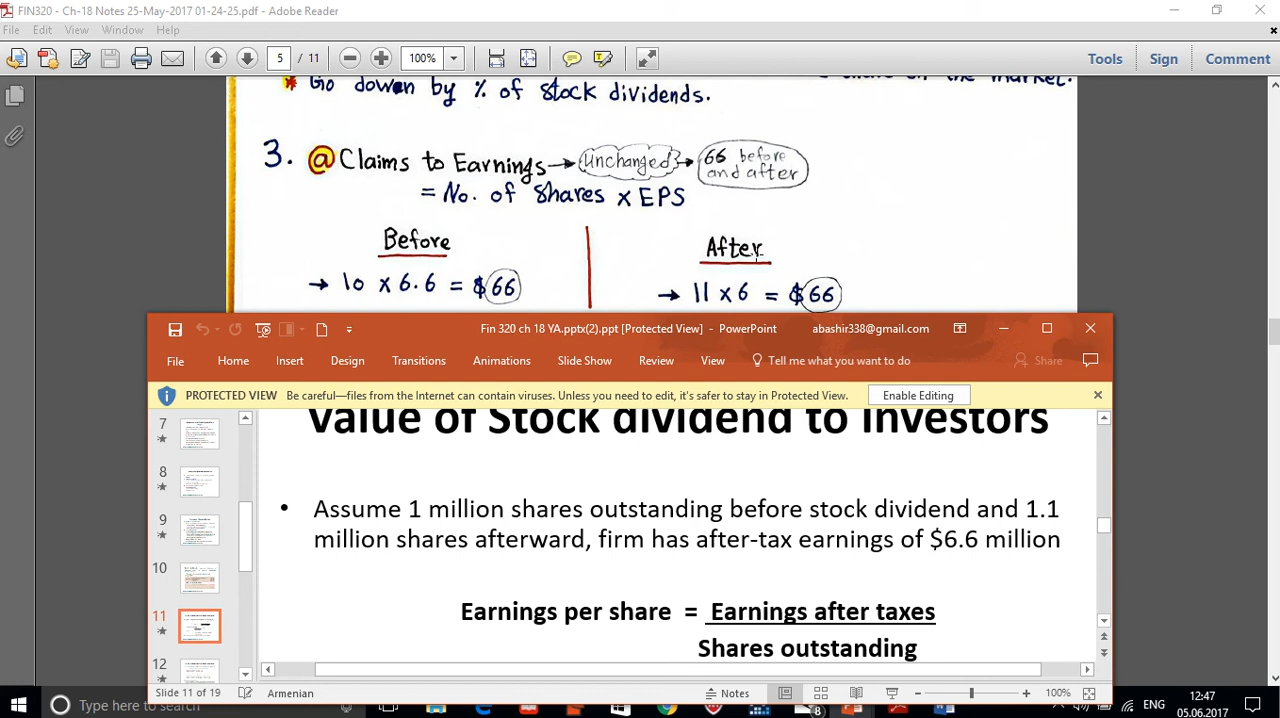 FIN320 - Ch-18 Notes 25-May-2017 01-24-25.pdf - Adobe Reader
File Edit View Window Help
5 / 11 100% Tools Sign Comment
* Go down by % of stock dividends.
3. @ Claims to Earnings → Unchanged → 66 before and after
= No. of Shares x EPS
Before After
→ 10 x 6.6 = $66 → 11 x 6 = $66
Fin 320 ch 18 YA.pptx(2).ppt [Protected View] - PowerPoint abashir338@gmail.com
File Home Insert Design Transitions Animations Slide Show Review View Tell me what you want to do Share
PROTECTED VIEW Be careful—files from the Internet can contain viruses. Unless you need to edit, it's safer to stay in Protected View. Enable Editing
7
8
9
10
11
12
Value of Stock dividend to Investors
• Assume 1 million shares outstanding before stock dividend and 1.1
million shares afterward, firm has after-tax earnings of $6.6 million
Earnings per share = Earnings after taxes
Shares outstanding
Slide 11 of 19 Armenian Notes 100%
Type here to search 8 ENG 12:47
05.06.2017